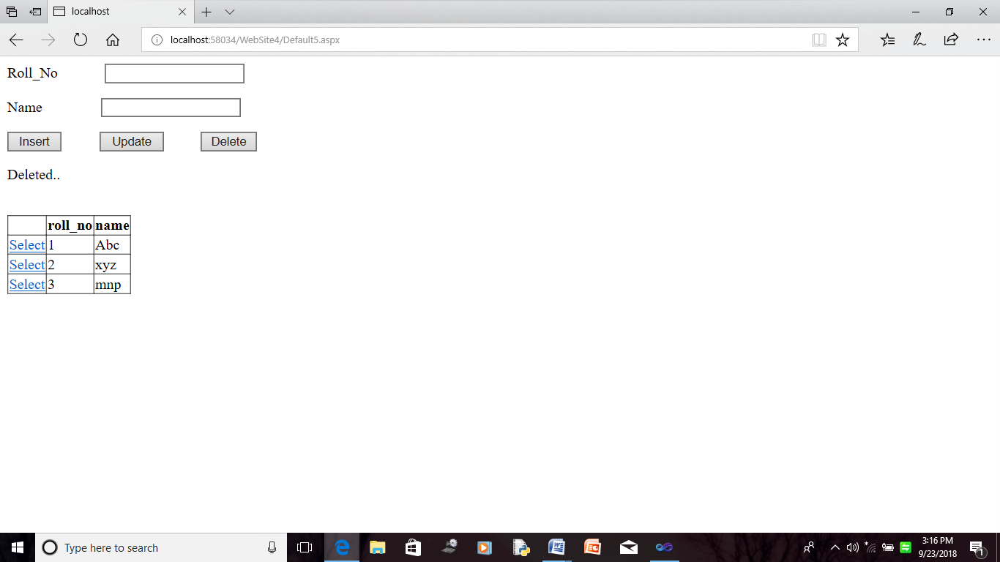 localhost
localhost:58034/WebSite4/Default5.aspx
Roll_No
Name
Insert Update Delete
Deleted..
roll_no name
Select 1 Abc
Select 2 xyz
Select 3 mnp
Type here to search
3:16 PM
9/23/2018
1